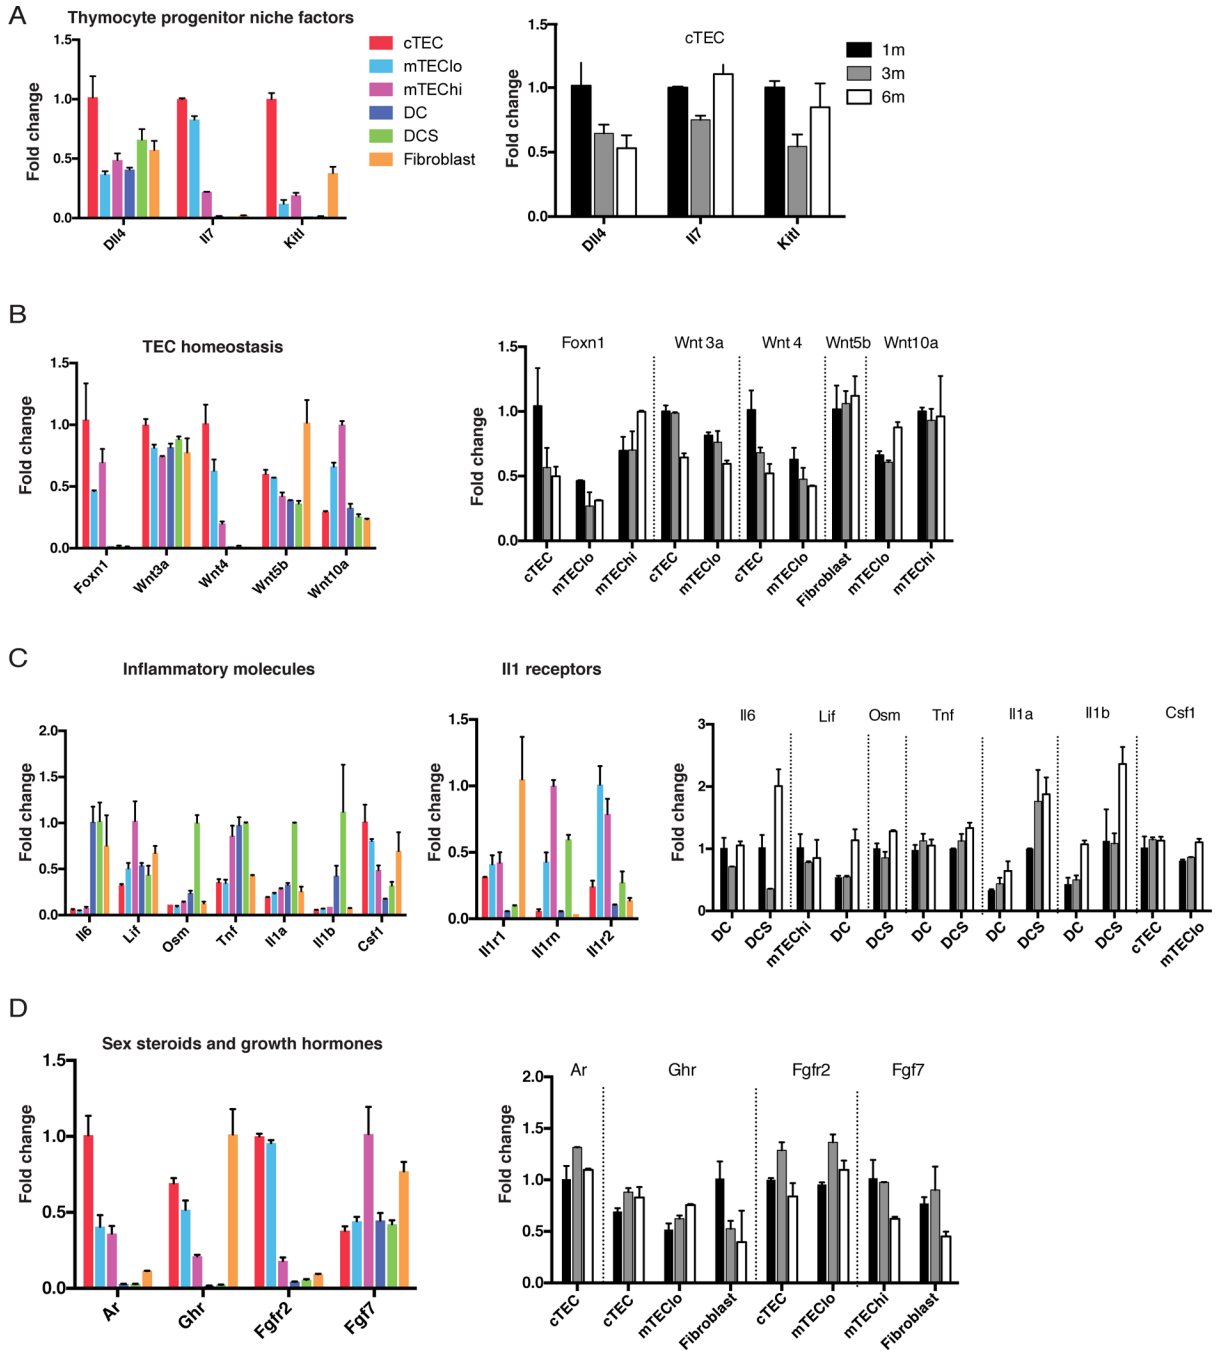 A
Thymocyte progenitor niche factors
Fold change
1.5
1.0
0.5
0.0
Dll4
Il7
Kitl
cTEC
mTEClo
mTEChi
DC
DCS
Fibroblast
cTEC
Fold change
1.5
1.0
0.5
0.0
Dll4
Il7
Kitl
1m
3m
6m
B
TEC homeostasis
Fold change
1.5
1.0
0.5
0.0
Foxn1
Wnt3a
Wnt4
Wnt5b
Wnt10a
Foxn1
Wnt 3a
Wnt 4
Wnt5b
Wnt10a
Fold change
1.5
1.0
0.5
0.0
cTEC
mTEClo
mTEChi
cTEC
mTEClo
cTEC
mTEClo
Fibroblast
mTEClo
mTEChi
C
Inflammatory molecules
Fold change
2.0
1.5
1.0
0.5
0.0
Il6
Lif
Osm
Tnf
Il1a
Il1b
Csf1
Il1 receptors
Fold change
1.5
1.0
0.5
0.0
Il1r1
Il1rn
Il1r2
Il6
Lif
Osm
Tnf
Il1a
Il1b
Csf1
Fold change
3
2
1
0
DC
DCS
mTEChi
DC
DCS
DC
DCS
DC
DCS
DC
DCS
cTEC
mTEClo
D
Sex steroids and growth hormones
Fold change
1.5
1.0
0.5
0.0
Ar
Ghr
Fgfr2
Fgf7
Ar
Ghr
Fgfr2
Fgf7
Fold change
2.0
1.5
1.0
0.5
0.0
cTEC
cTEC
mTEClo
Fibroblast
cTEC
mTEClo
mTEChi
Fibroblast